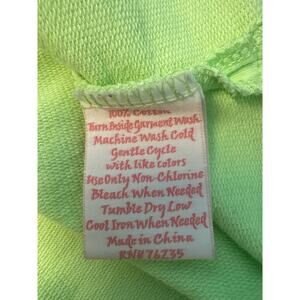 100% Cotton
Turn Inside Garment Wash
Machine Wash Cold
Gentle Cycle
with like colors
Use Only Non-Chlorine
Bleach When Needed
Tumble Dry Low
Cool Iron When Needed
Made in China
RN# 76235